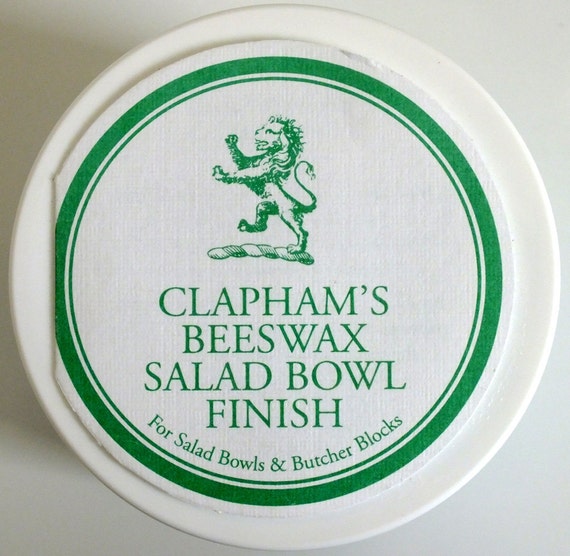 CLAPHAM'S
BEESWAX
SALAD BOWL
FINISH
For Salad Bowls & Butcher Blocks